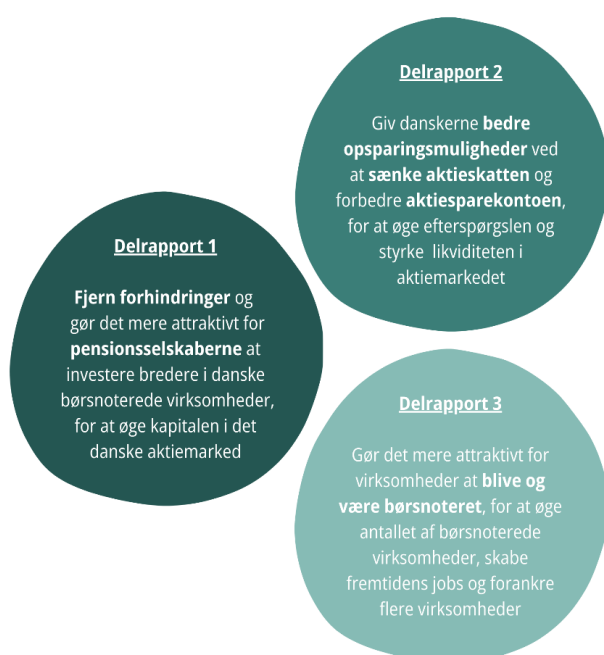 Delrapport 1
Fjern forhindringer og
gør det mere attraktivt for
pensionsselskaberne at
investere bredere i danske
børsnoterede virksomheder,
for at øge kapitalen i det
danske aktiemarked
Delrapport 2
Giv danskerne bedre
opsparingsmuligheder ved
at sænke aktieskatten og
forbedre aktiesparekontoen,
for at øge efterspørgslen og
styrke likviditeten i
aktiemarkedet
Delrapport 3
Gør det mere attraktivt for
virksomheder at blive og
være børsnoteret, for at øge
antallet af børsnoterede
virksomheder, skabe
fremtidens jobs og forankre
flere virksomheder